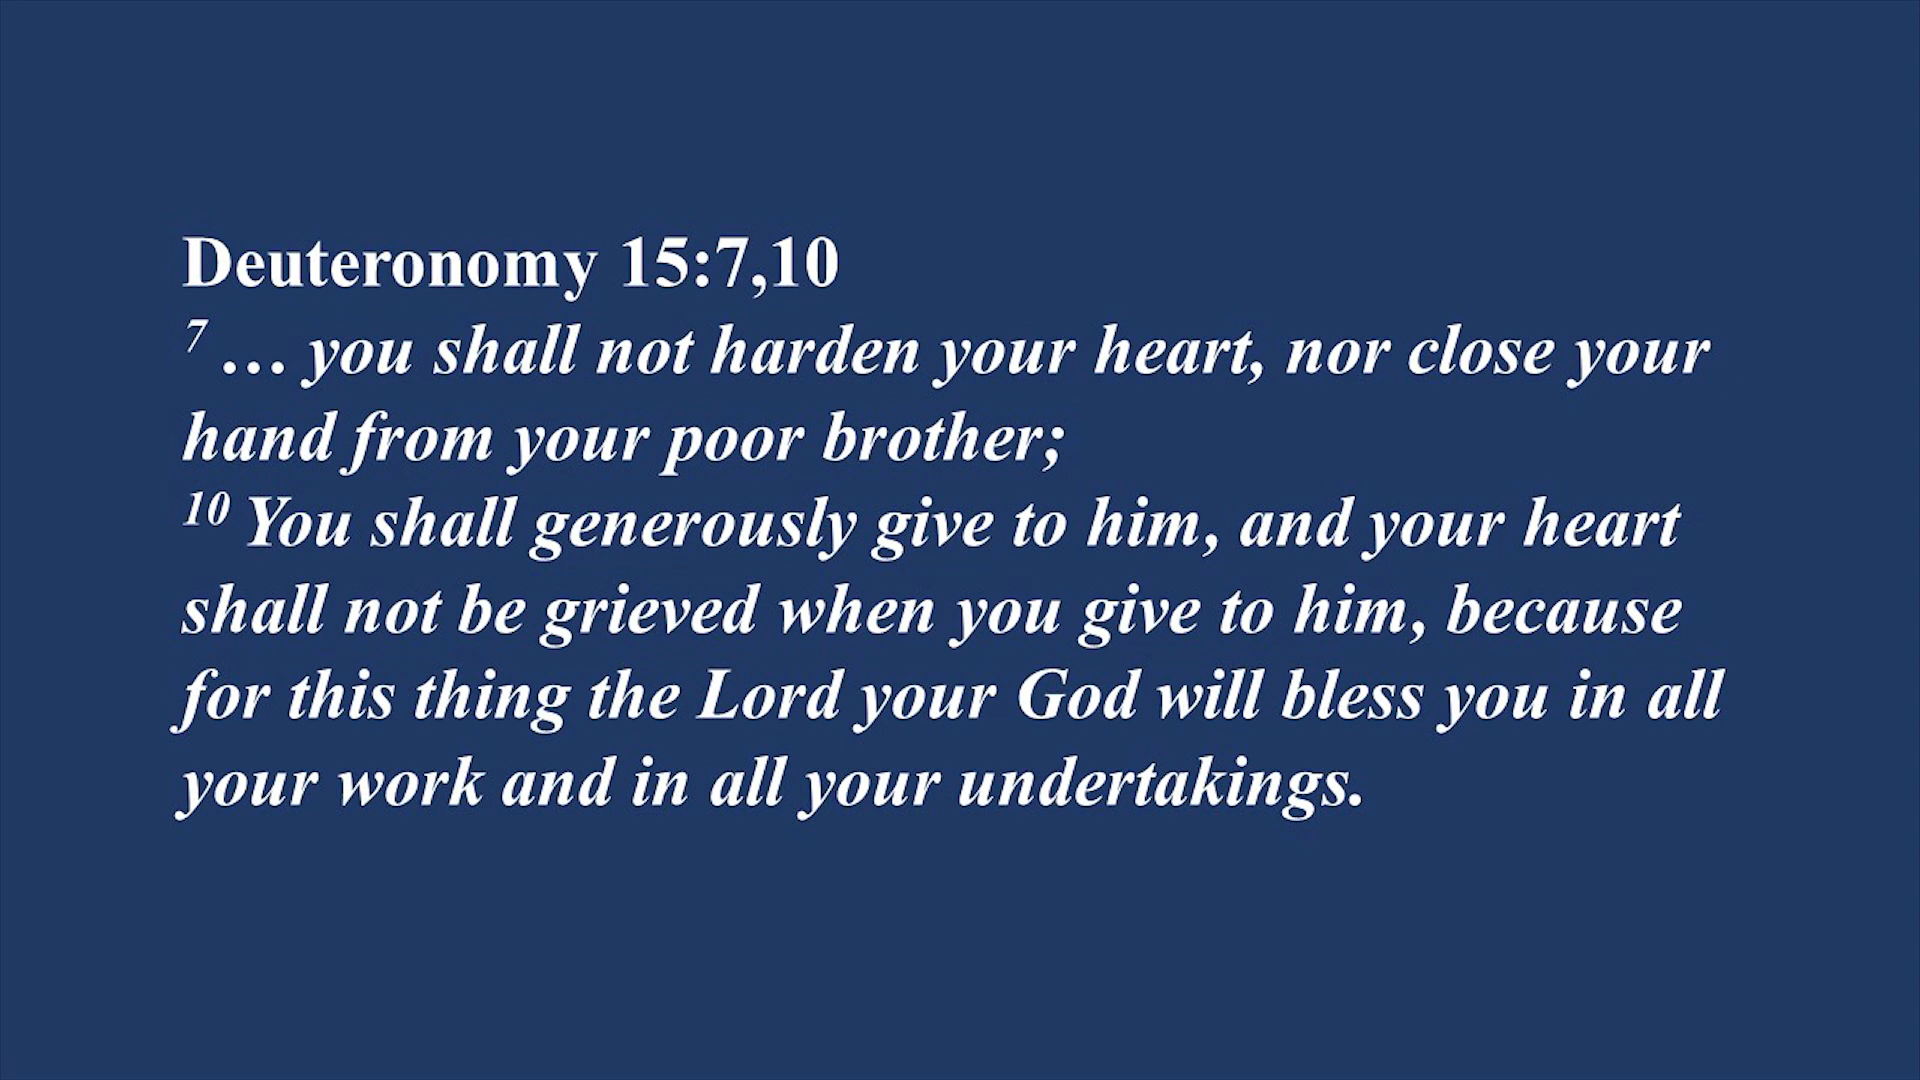 Deuteronomy 15:7,10
7 … you shall not harden your heart, nor close your
hand from your poor brother;
10 You shall generously give to him, and your heart
shall not be grieved when you give to him, because
for this thing the Lord your God will bless you in all
your work and in all your undertakings.